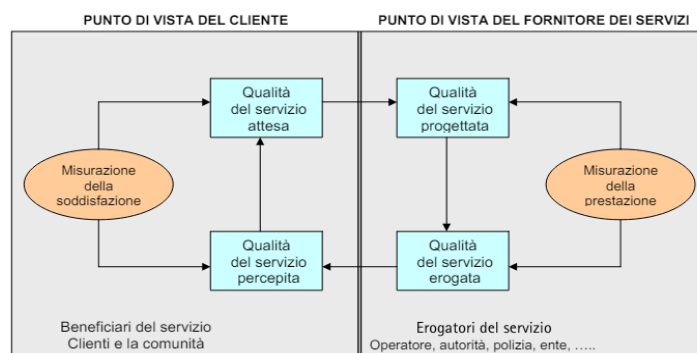 PUNTO DI VISTA DEL CLIENTE
PUNTO DI VISTA DEL FORNITORE DEI SERVIZI
Qualità
del servizio
attesa
Qualità
del servizio
progettata
Misurazione
della
soddisfazione
Misurazione
della
prestazione
Qualità
del servizio
percepita
Qualità
del servizio
erogata
Beneficiari del servizio
Clienti e la comunità
Erogatori del servizio
Operatore, autorità, polizia, ente, .....